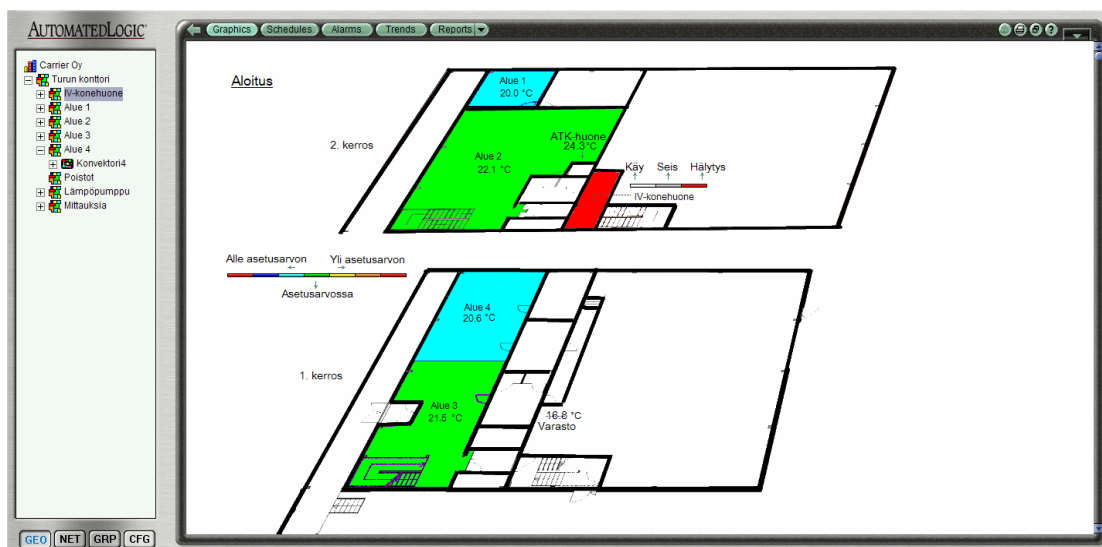 AUTOMATEDLOGIC
Graphics Schedules Alarms Trends Reports
Carrier Oy
Turun konttori
IV-konehuone
Alue 1
Alue 2
Alue 3
Alue 4
Konvektori4
Poistot
Lämpöpumppu
Mittauksia
GEO NET GRP CFG
Aloitus
2. kerros
Alue 1
20.0 °C
ATK-huone
24.3°C
Alue 2
22.1 °C
Käy Seis Hälytys
IV-konehuone
Alle asetusarvon Yli asetusarvon
Asetusarvossa
1. kerros
Alue 4
20.6 °C
Alue 3
21.5 °C
16.8 °C
Varasto